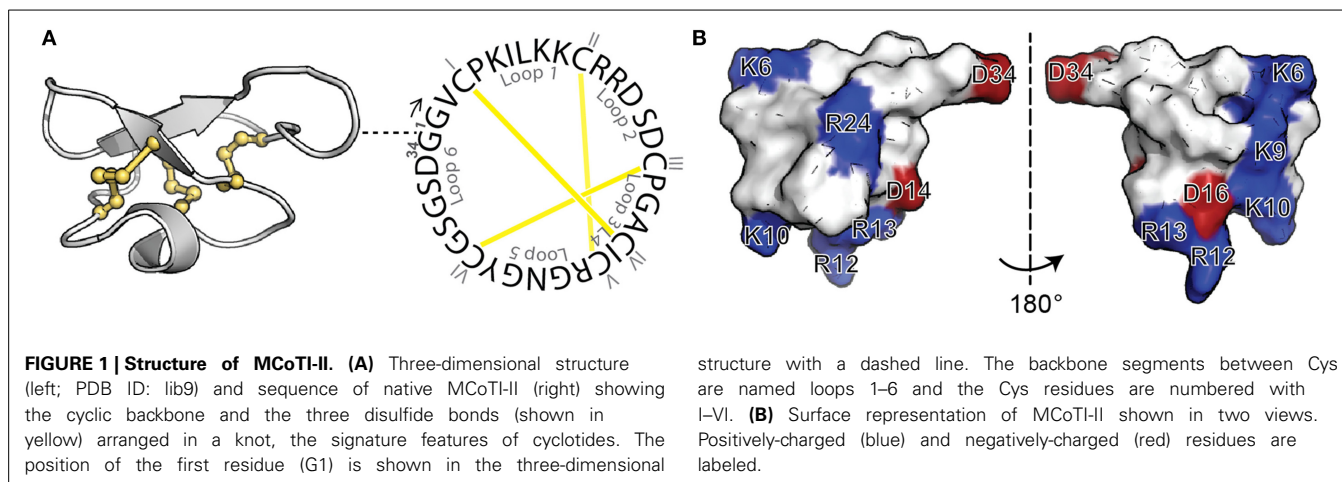 A
GGVCPKILKKCRRDSDCPGACICRGNGYCGSGSD
1
34
I
II
III
IV
V
VI
Loop 1
Loop 2
Loop 3
L4
Loop 5
Loop 6
B
K6
R24
D34
D14
R13
K10
R12
180°
D34
K6
K9
D16
K10
R13
R12
FIGURE 1 | Structure of MCoTI-II. (A) Three-dimensional structure
(left; PDB ID: lib9) and sequence of native MCoTI-II (right) showing
the cyclic backbone and the three disulfide bonds (shown in
yellow) arranged in a knot, the signature features of cyclotides. The
position of the first residue (G1) is shown in the three-dimensional
structure with a dashed line. The backbone segments between Cys
are named loops 1–6 and the Cys residues are numbered with
I–VI. (B) Surface representation of MCoTI-II shown in two views.
Positively-charged (blue) and negatively-charged (red) residues are
labeled.